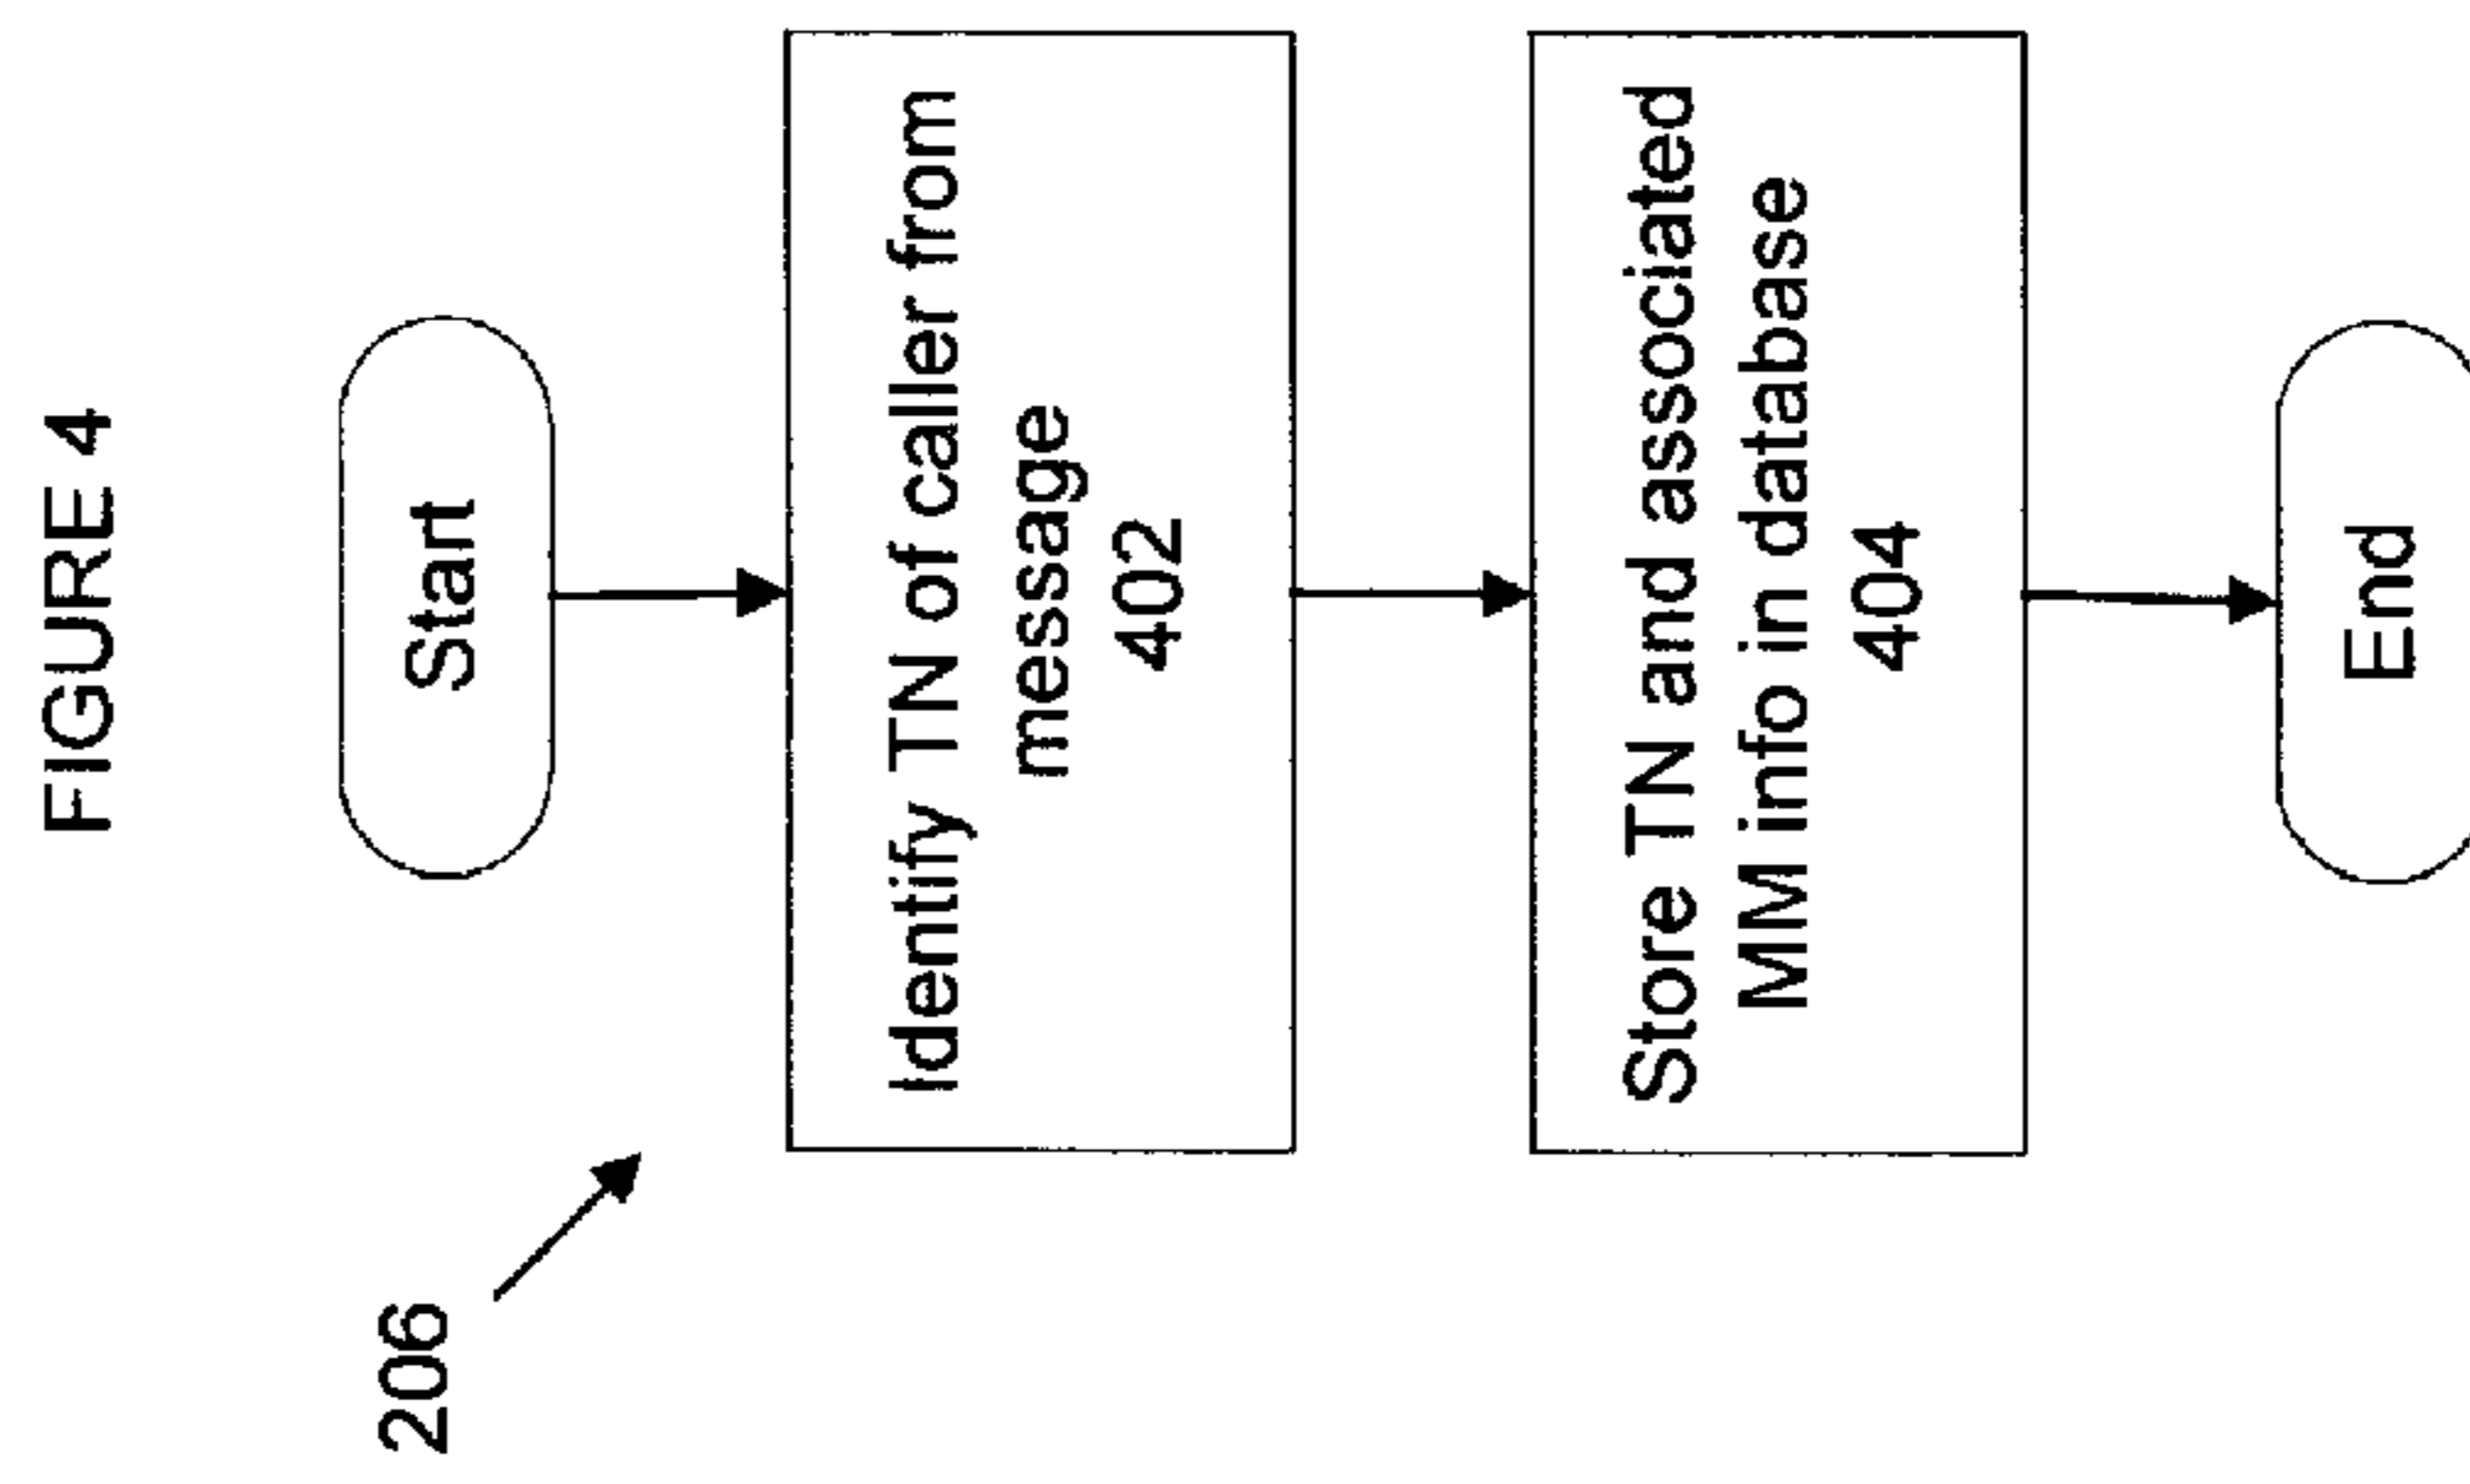 FIGURE 4
206
Start
Identify TN of caller from
message
402
Store TN and associated
MM info in database
404
End